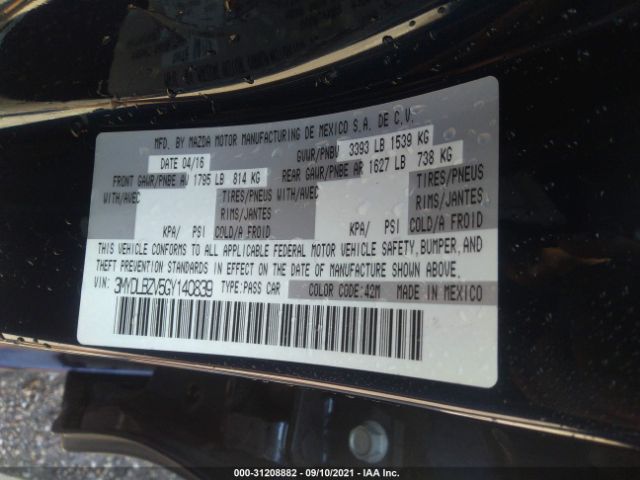 MFD. BY MAZDA MOTOR MANUFACTURING DE MEXICO S.A. DE C.V.
DATE 04/16 GVWR/PNBV 3393 LB 1539 KG
FRONT GAWR/PNBE AV 1795 LB 814 KG REAR GAWR/PNBE AR 1627 LB 738 KG
WITH/AVEC TIRES/PNEUS WITH/AVEC TIRES/PNEUS
RIMS/JANTES RIMS/JANTES
KPA/ PSI COLD/A FROID KPA/ PSI COLD/A FROID
THIS VEHICLE CONFORMS TO ALL APPLICABLE FEDERAL MOTOR VEHICLE SAFETY, BUMPER, AND
THEFT PREVENTION STANDARDS IN EFFECT ON THE DATE OF MANUFACTURE SHOWN ABOVE.
VIN: 3MYDLBZV5GY140839 TYPE:PASS CAR COLOR CODE:42M MADE IN MEXICO
000-31208882 - 09/10/2021 - IAA Inc.